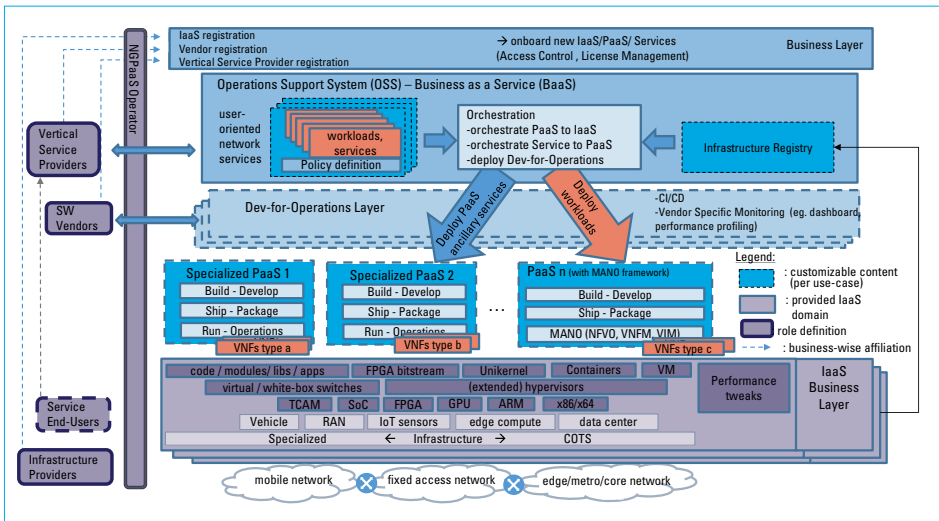 IaaS registration
Vendor registration
Vertical Service Provider registration
→ onboard new IaaS/PaaS/ Services
(Access Control , License Management)
Business Layer
NGPaaS Operator
Operations Support System (OSS) – Business as a Service (BaaS)
user-
oriented
network
services
workloads,
services
Policy definition
Orchestration
-orchestrate PaaS to IaaS
-orchestrate Service to PaaS
-deploy Dev-for-Operations
Infrastructure Registry
Vertical
Service
Providers
SW
Vendors
Dev-for-Operations Layer
Deploy PaaS
ancillary services
Deploy
workloads
-CI/CD
-Vendor Specific Monitoring (eg. dashboard,
performance profiling)
Specialized PaaS 1
Build - Develop
Ship - Package
Run - Operations
VNFs type a
Specialized PaaS 2
Build - Develop
Ship - Package
Run - Operations
VNFs type b
...
PaaS n (with MANO framework)
Build - Develop
Ship - Package
MANO (NFVO, VNFM, VIM)
VNFs type c
Legend:
: customizable content
(per use-case)
: provided IaaS
domain
role definition
: business-wise affiliation
code / modules/ libs / apps
FPGA bitstream
Unikernel
Containers
VM
virtual / white-box switches
(extended) hypervisors
TCAM
SoC
FPGA
GPU
ARM
x86/x64
Vehicle
RAN
IoT sensors
edge compute
data center
Specialized
← Infrastructure →
COTS
Performance
tweaks
IaaS
Business
Layer
Service
End-Users
Infrastructure
Providers
mobile network
fixed access network
edge/metro/core network